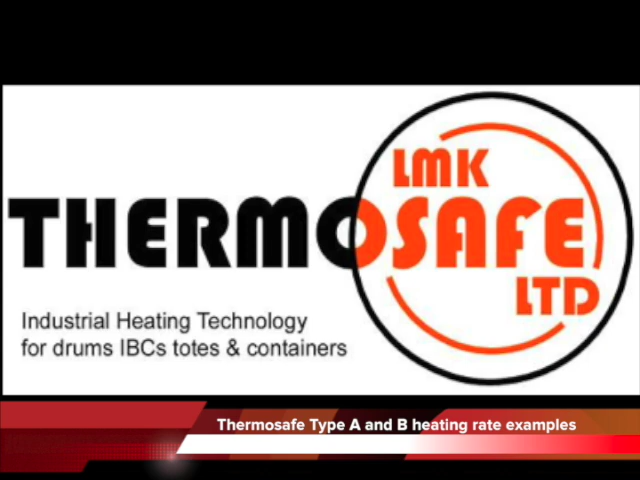 LMK
THERMOSAFE
LTD
Industrial Heating Technology
for drums IBCs totes & containers
Thermosafe Type A and B heating rate examples